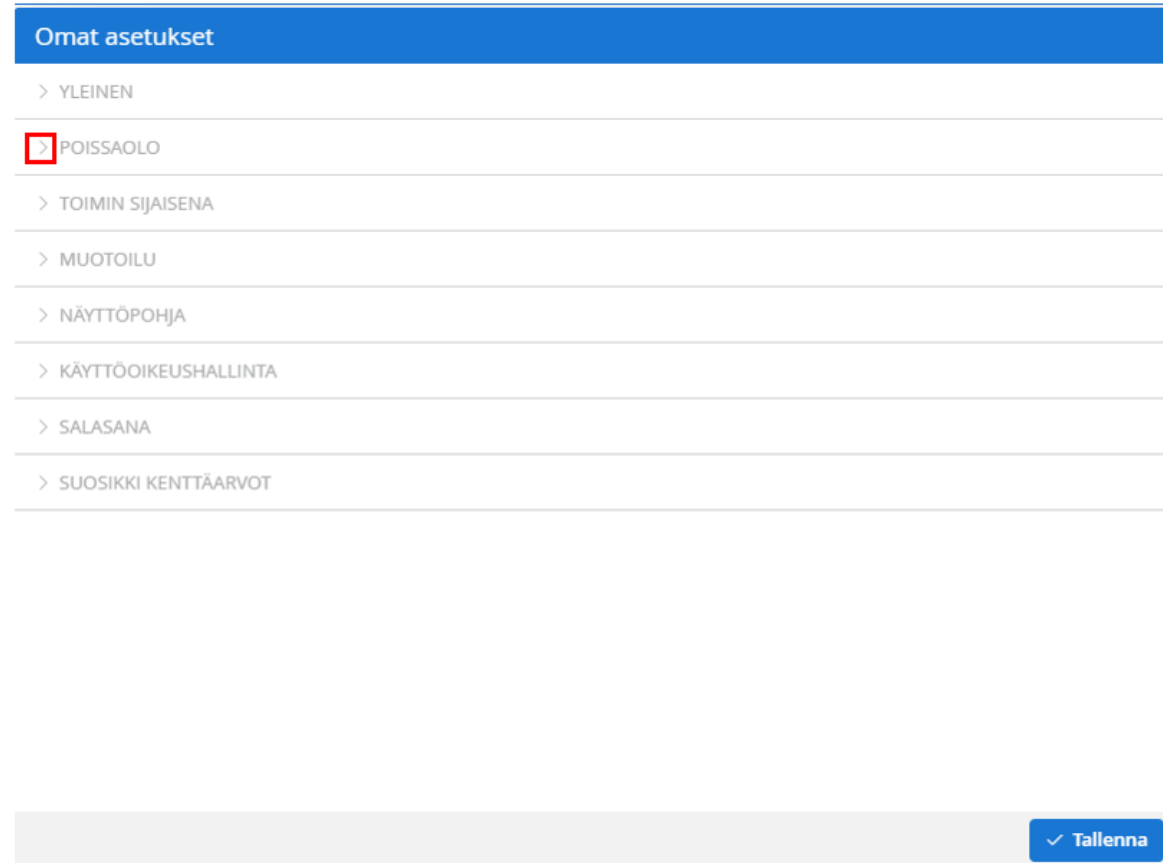 Omat asetukset
YLEINEN
POISSAOLO
TOIMIN SIJAISENA
MUOTOILU
NÄYTTÖPOHJA
KÄYTTÖOIKEUSHALLINTA
SALASANA
SUOSIKKI KENTTÄARVOT
Tallenna